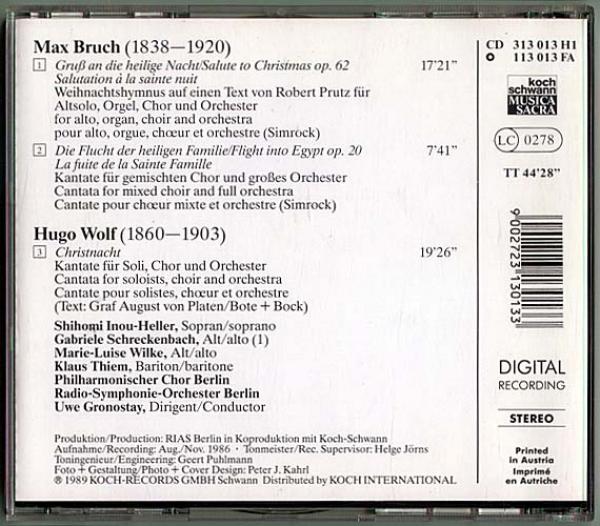 Max Bruch (1838—1920)
1 Gruß an die heilige Nacht/Salute to Christmas op. 62 17’21”
Salutation à la sainte nuit
Weihnachtshymnus auf einen Text von Robert Prutz für
Altsolo, Orgel, Chor und Orchester
for alto, organ, choir and orchestra
pour alto, orgue, chœur et orchestre (Simrock)
2 Die Flucht der heiligen Familie/Flight into Egypt op. 20 7’41”
La fuite de la Sainte Famille
Kantate für gemischten Chor und großes Orchester
Cantata for mixed choir and full orchestra
Cantate pour chœur mixte et orchestre (Simrock)
Hugo Wolf (1860—1903)
3 Christnacht 19’26”
Kantate für Soli, Chor und Orchester
Cantata for soloists, choir and orchestra
Cantate pour solistes, chœur et orchestre
(Text: Graf August von Platen/Bote + Bock)
Shihomi Inou-Heller, Sopran/soprano
Gabriele Schreckenbach, Alt/alto (1)
Marie-Luise Wilke, Alt/alto
Klaus Thiem, Bariton/baritone
Philharmonischer Chor Berlin
Radio-Symphonie-Orchester Berlin
Uwe Gronostay, Dirigent/Conductor
Produktion/Production: RIAS Berlin in Koproduktion mit Koch-Schwann
Aufnahme/Recording: Aug./Nov. 1986 · Tonmeister/Rec. Supervisor: Helge Jörns
Toningenieur/Engineering: Geert Puhlmann
Foto + Gestaltung/Photo + Cover Design: Peter J. Kahrl
℗ 1989 KOCH-RECORDS GMBH Schwann Distributed by KOCH INTERNATIONAL
CD 313 013 H1
113 013 FA
koch
schwann
MUSICA
SACRA
LC 0278
TT 44’28”
9 002723 130133
DIGITAL
RECORDING
STEREO
Printed
in Austria
Imprimé
en Autriche